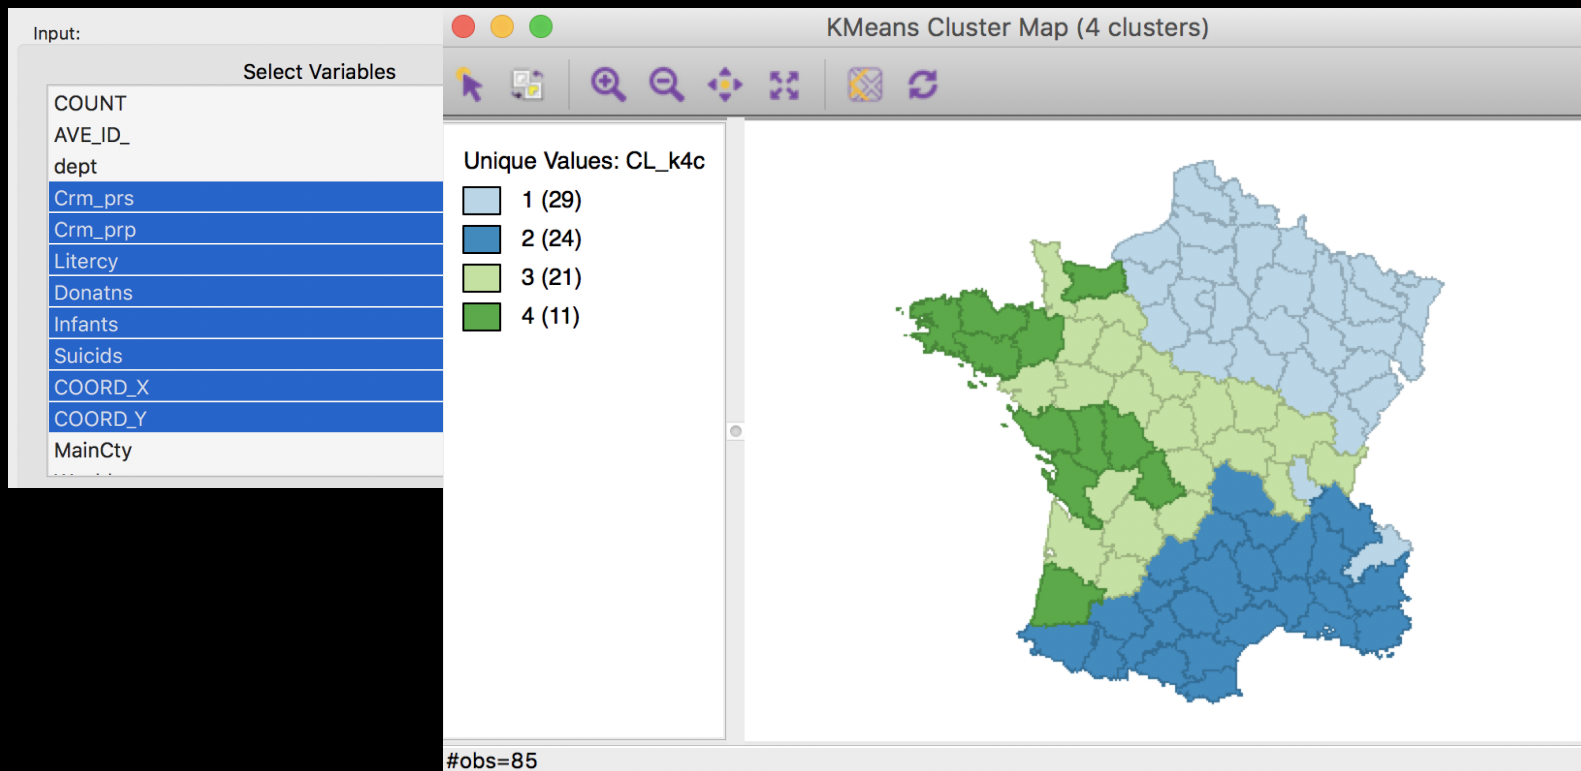 Input:
Select Variables
COUNT
AVE_ID_
dept
Crm_prs
Crm_prp
Litercy
Donatns
Infants
Suicids
COORD_X
COORD_Y
MainCty
KMeans Cluster Map (4 clusters)
Unique Values: CL_k4c
1 (29)
2 (24)
3 (21)
4 (11)
#obs=85